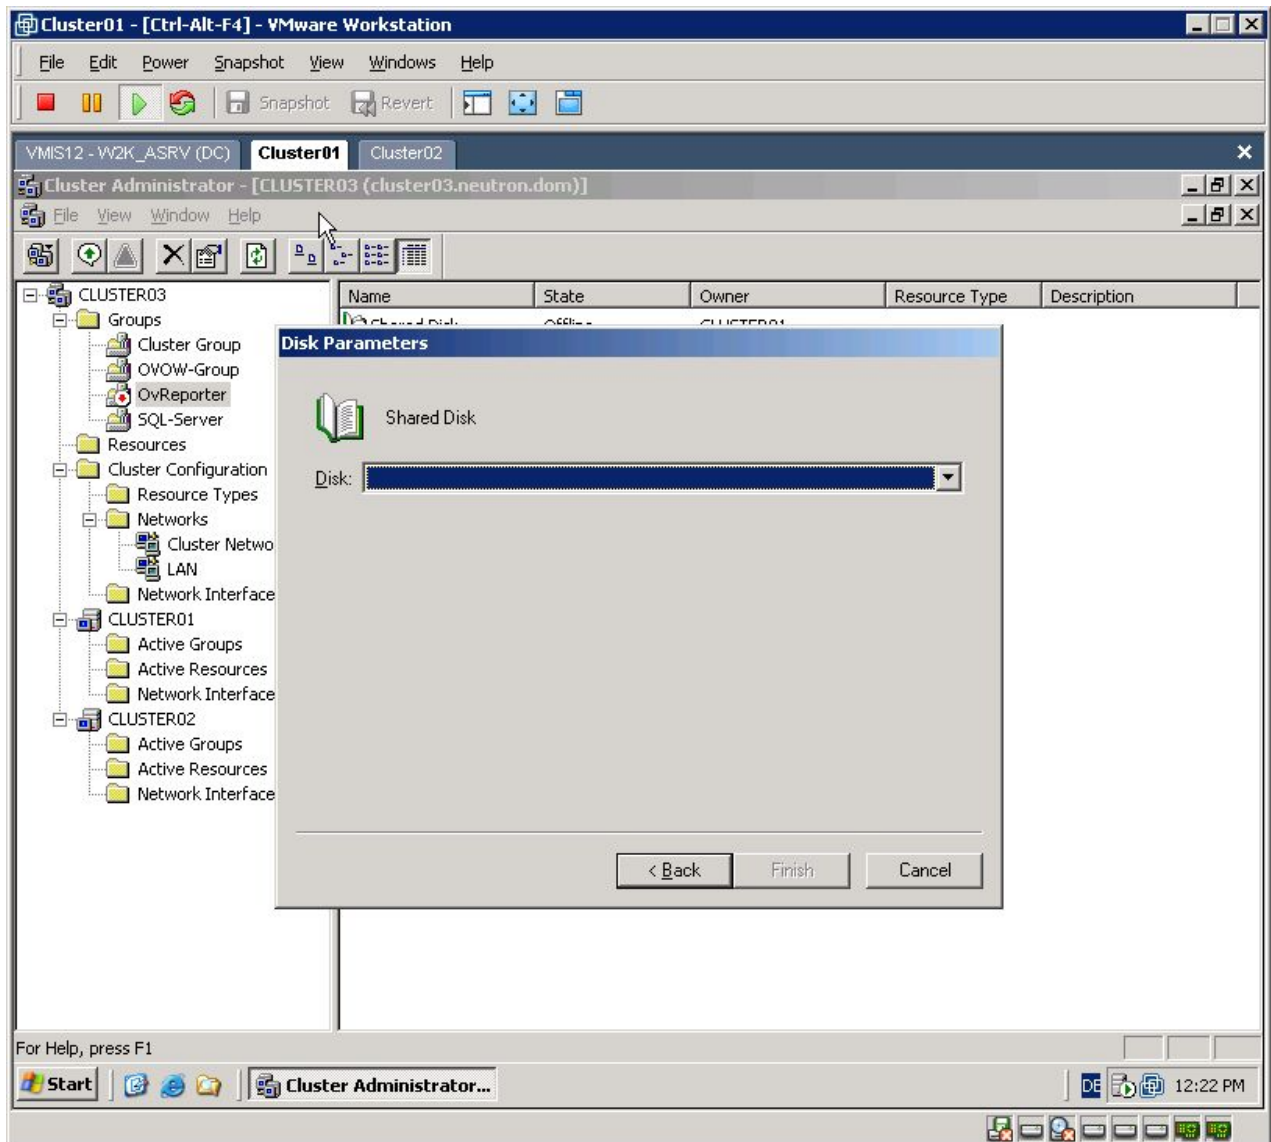 Cluster01 - [Ctrl-Alt-F4] - VMware Workstation
File Edit Power Snapshot View Windows Help
Snapshot Revert
VMIS12 - W2K_ASRV (DC) Cluster01 Cluster02
Cluster Administrator - [CLUSTER03 (cluster03.neutron.dom)]
File View Window Help
CLUSTER03
Groups
Cluster Group
OVOW-Group
OvReporter
SQL-Server
Resources
Cluster Configuration
Resource Types
Networks
Cluster Netwo
LAN
Network Interface
CLUSTER01
Active Groups
Active Resources
Network Interface
CLUSTER02
Active Groups
Active Resources
Network Interface
Name State Owner Resource Type Description
Shared Disk Offline CLUSTER01
Disk Parameters
Shared Disk
Disk:
< Back Finish Cancel
For Help, press F1
Start Cluster Administrator... DE 12:22 PM